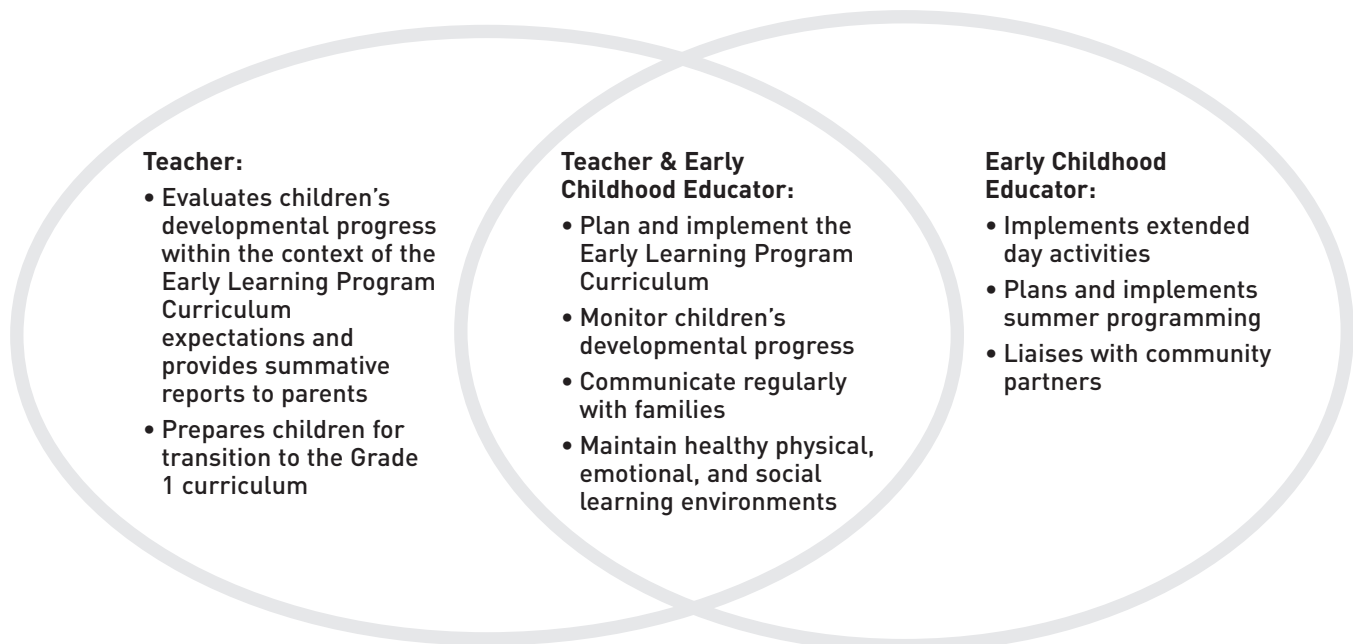 Teacher:
• Evaluates children’s
developmental progress
within the context of the
Early Learning Program
Curriculum
expectations and
provides summative
reports to parents
• Prepares children for
transition to the Grade
1 curriculum
Teacher & Early
Childhood Educator:
• Plan and implement the
Early Learning Program
Curriculum
• Monitor children’s
developmental progress
• Communicate regularly
with families
• Maintain healthy physical,
emotional, and social
learning environments
Early Childhood
Educator:
• Implements extended
day activities
• Plans and implements
summer programming
• Liaises with community
partners